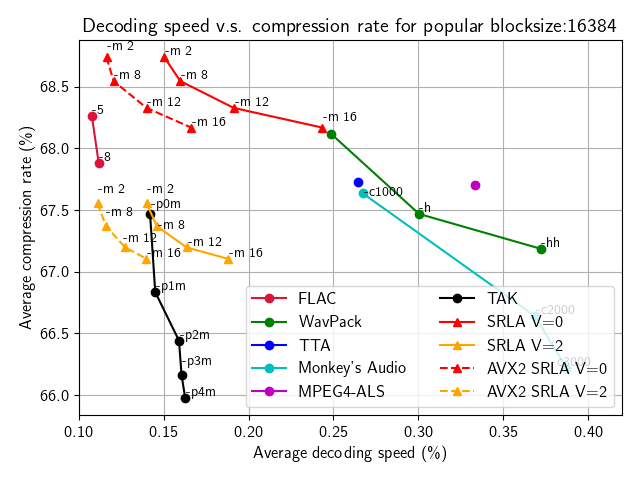 Decoding speed v.s. compression rate for popular blocksize:16384
Average compression rate (%)
68.5
68.0
67.5
67.0
66.5
66.0
-m 2
-m 2
-m 8
-m 8
-m 12
-m 12
-m 16
-m 16
-5
-8
-c1000
-h
-hh
-m 2
-m 2
-p0m
-m 8
-m 8
-m 12
-m 12
-m 16
-m 16
-p1m
-p2m
-p3m
-p4m
-c2000
-c3000
FLAC
WavPack
TTA
Monkey's Audio
MPEG4-ALS
TAK
SRLA V=0
SRLA V=2
AVX2 SRLA V=0
AVX2 SRLA V=2
0.10 0.15 0.20 0.25 0.30 0.35 0.40
Average decoding speed (%)